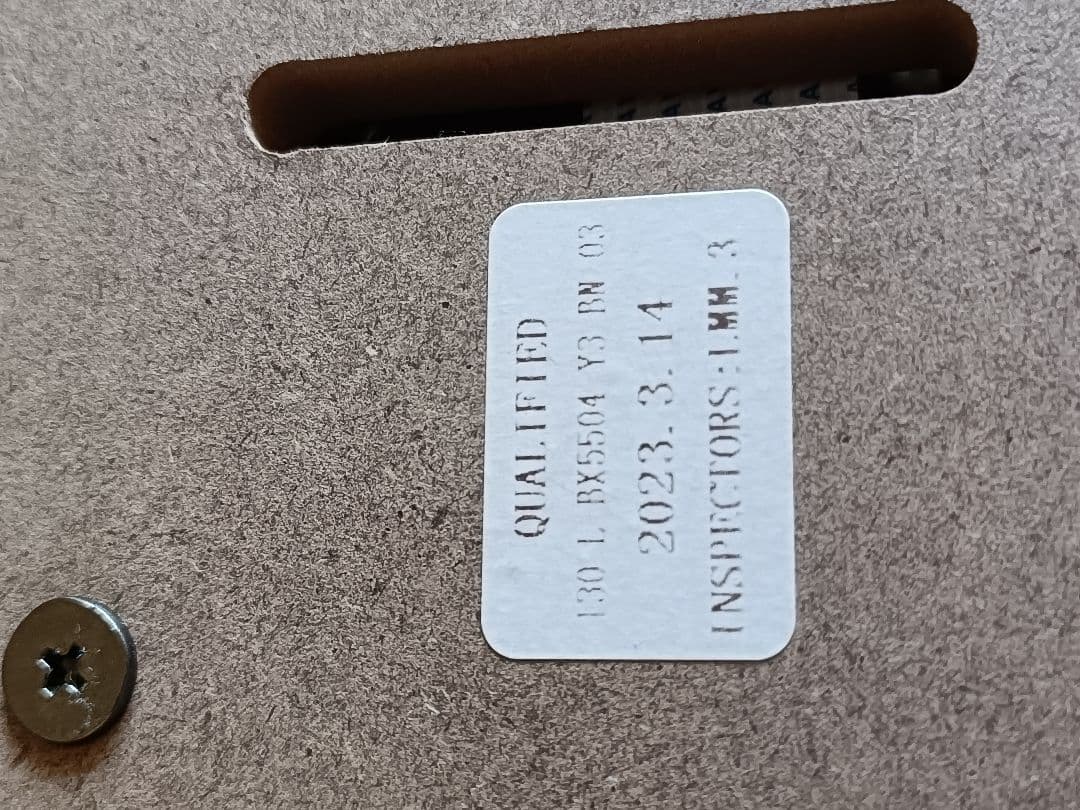 QUALIFIED
130 L BX5504 Y3 BN 03
2023.3.14
INSPECTORS:LMM.3